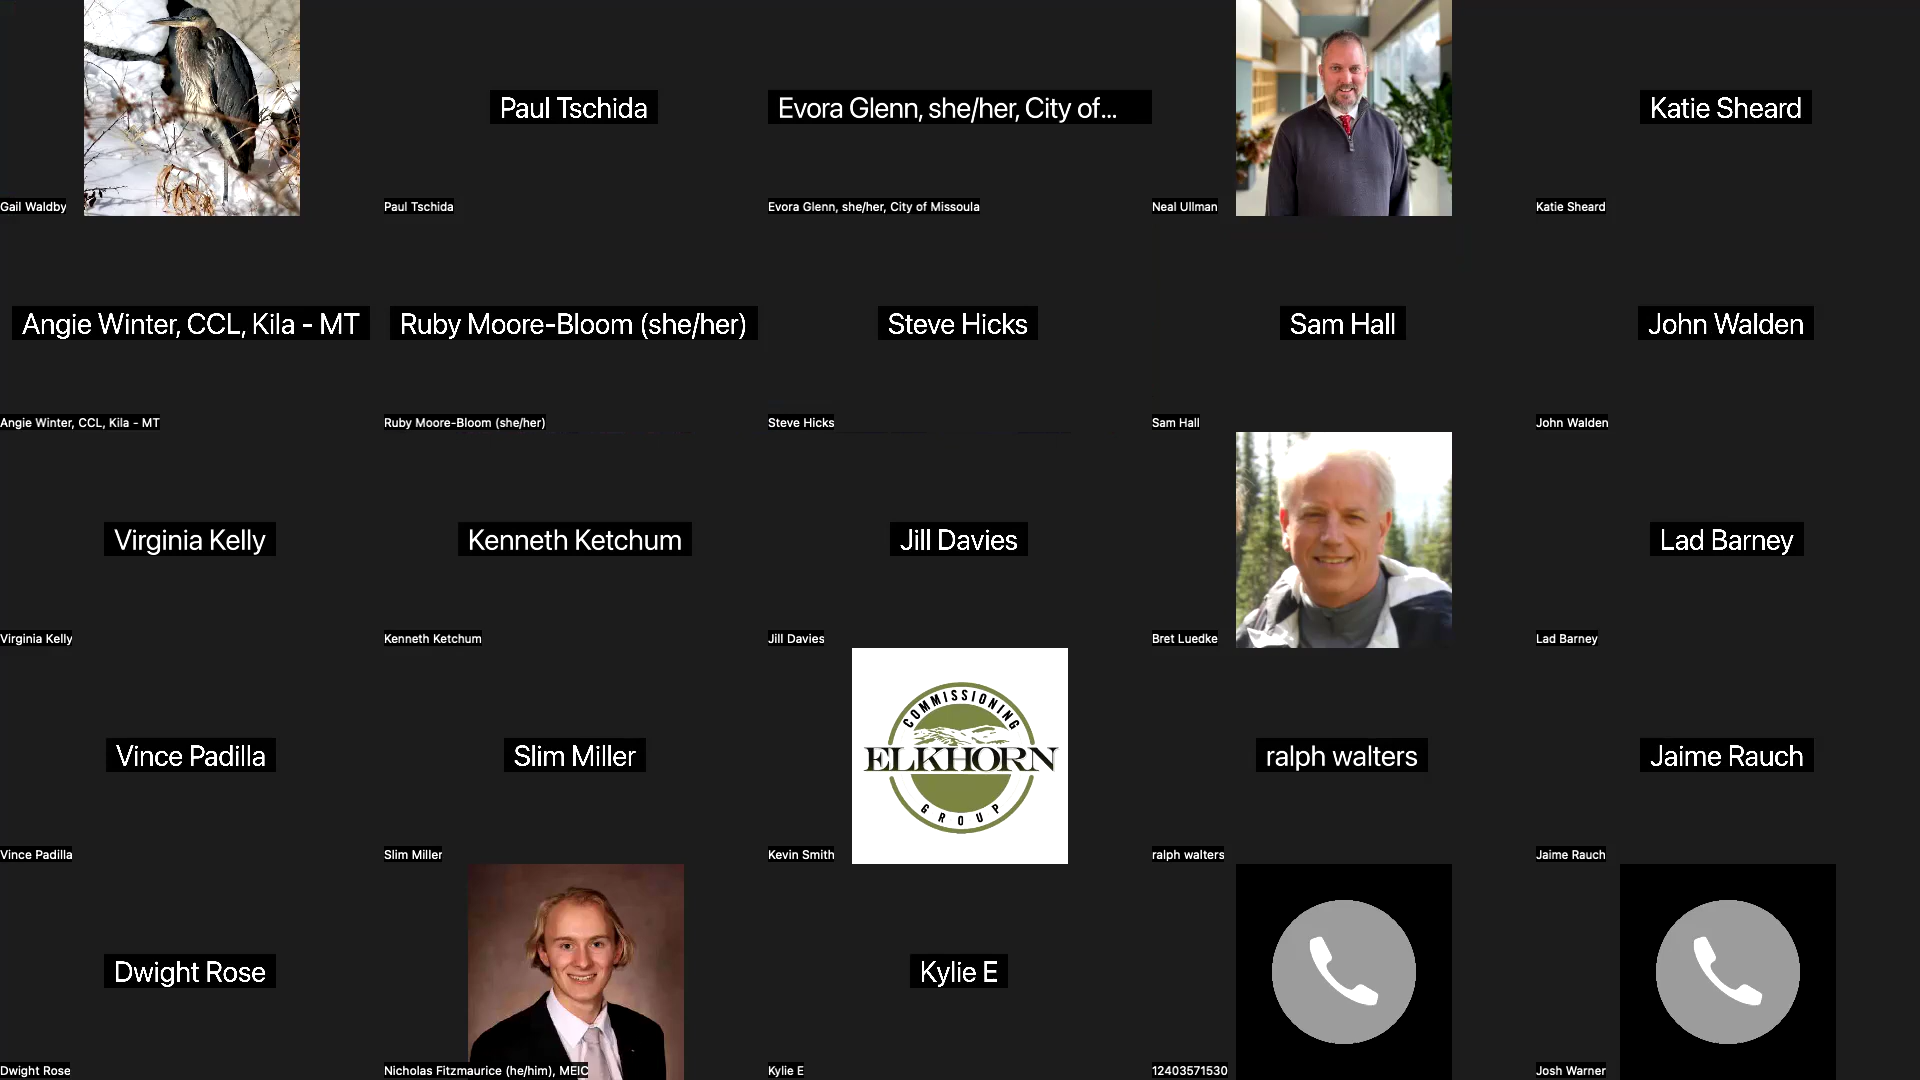 Gail Waldby
Paul Tschida
Paul Tschida
Evora Glenn, she/her, City of...
Evora Glenn, she/her, City of Missoula
Neal Ullman
Katie Sheard
Katie Sheard
Angie Winter, CCL, Kila - MT
Angie Winter, CCL, Kila - MT
Ruby Moore-Bloom (she/her)
Ruby Moore-Bloom (she/her)
Steve Hicks
Steve Hicks
Sam Hall
Sam Hall
John Walden
John Walden
Virginia Kelly
Virginia Kelly
Kenneth Ketchum
Kenneth Ketchum
Jill Davies
Jill Davies
Bret Luedke
Lad Barney
Lad Barney
Vince Padilla
Vince Padilla
Slim Miller
Slim Miller
COMMISSIONING
ELKHORN
GROUP
Kevin Smith
ralph walters
ralph walters
Jaime Rauch
Jaime Rauch
Dwight Rose
Dwight Rose
Nicholas Fitzmaurice (he/him), MEIC
Kylie E
Kylie E
12403571530
Josh Warner